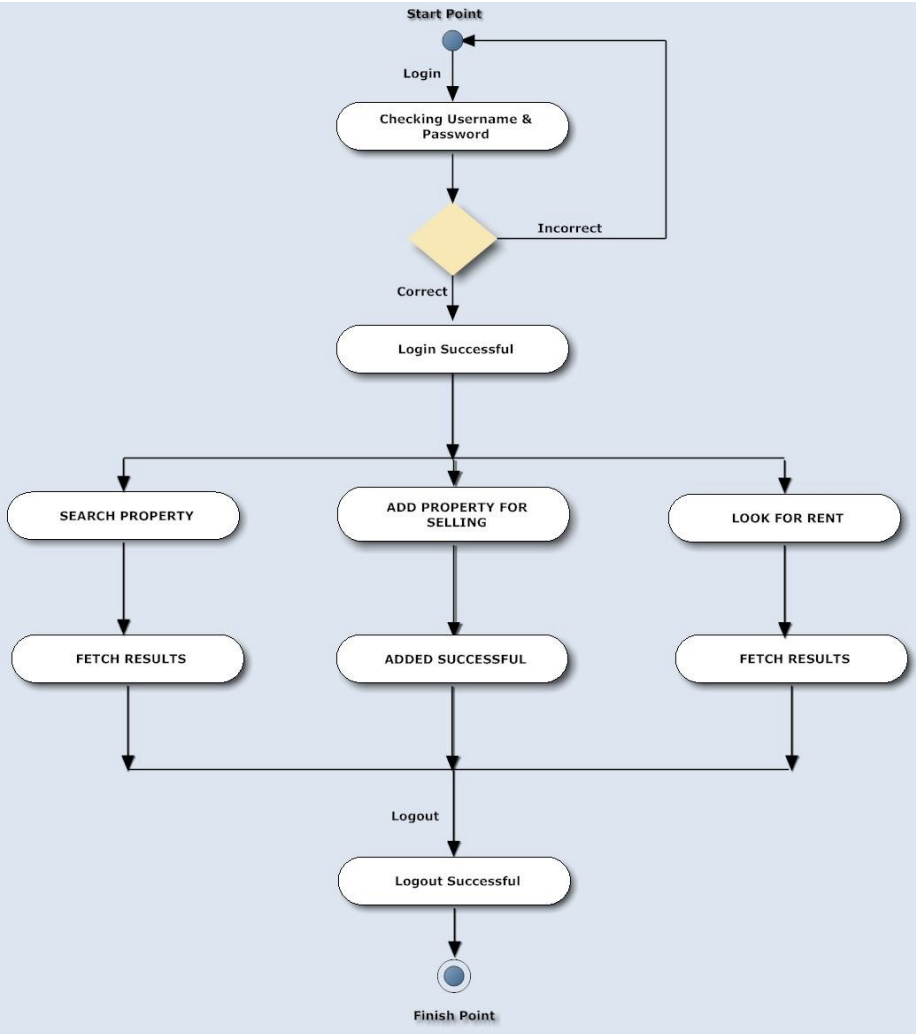 Start Point
Login
Checking Username &
Password
Incorrect
Correct
Login Successful
SEARCH PROPERTY
ADD PROPERTY FOR
SELLING
LOOK FOR RENT
FETCH RESULTS
ADDED SUCCESSFUL
FETCH RESULTS
Logout
Logout Successful
Finish Point